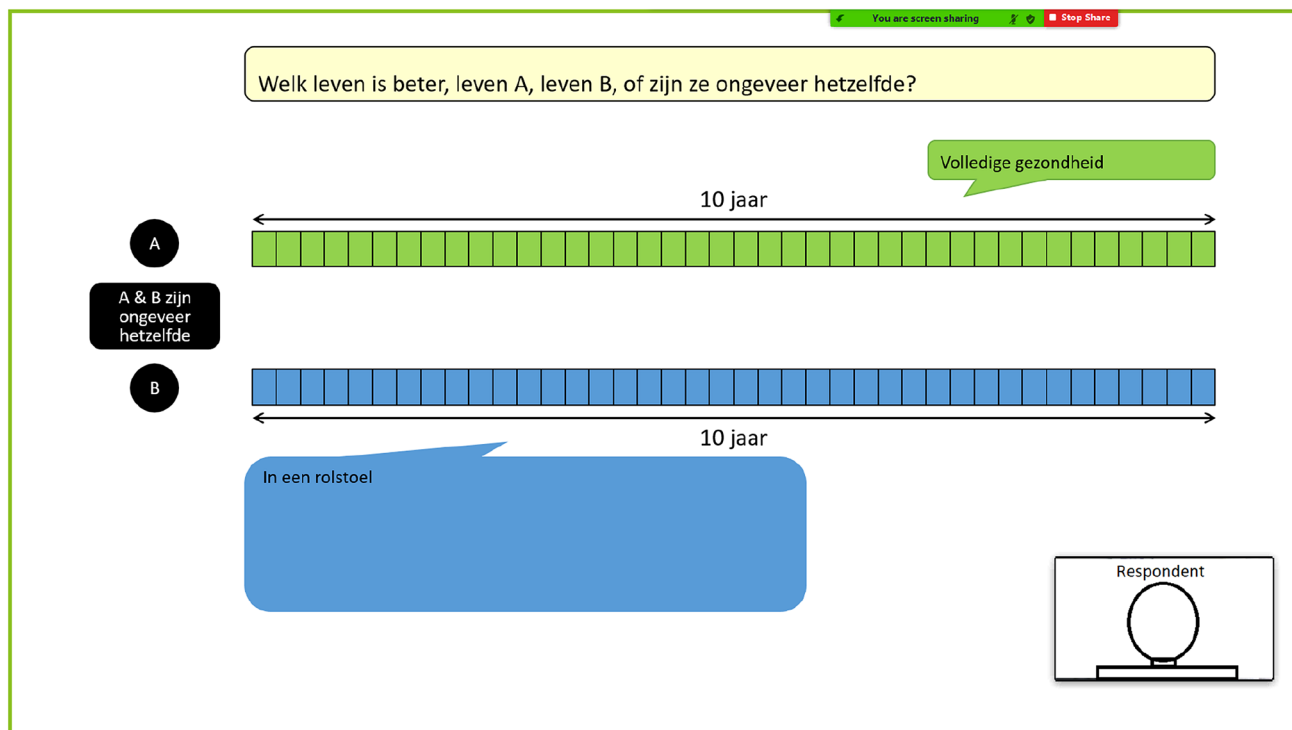 You are screen sharing
Stop Share
Welk leven is beter, leven A, leven B, of zijn ze ongeveer hetzelfde?
Volledige gezondheid
10 jaar
A
A & B zijn
ongeveer
hetzelfde
B
10 jaar
In een rolstoel
Respondent